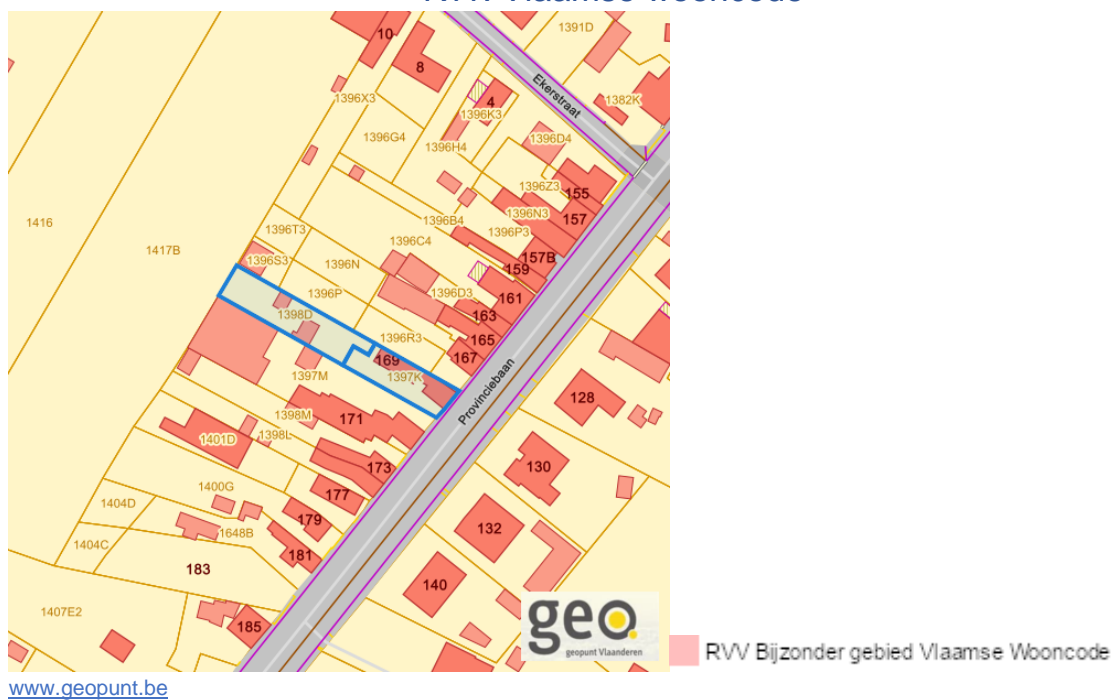 RVV Vlaamse wooncode
1391D
10
8
Ekerstraat
1382K
1396X3
4
1396K3
1396G4
1396H4
1396D4
1396Z3
155
1416
1396B4
1396N3
157
1396T3
1396P3
1417B
1396C4
157B
1396S3
1396N
159
1396P
1396D3
161
1398D
163
1396R3
165
169
167
1397M
1397K
Provinciebaan
128
1398M
171
1401D
1398L
173
130
1400G
177
1404D
179
132
1648B
1404C
181
183
140
1407E2
185
geo
geopunt Vlaanderen
RVV Bijzonder gebied Vlaamse Wooncode
www.geopunt.be